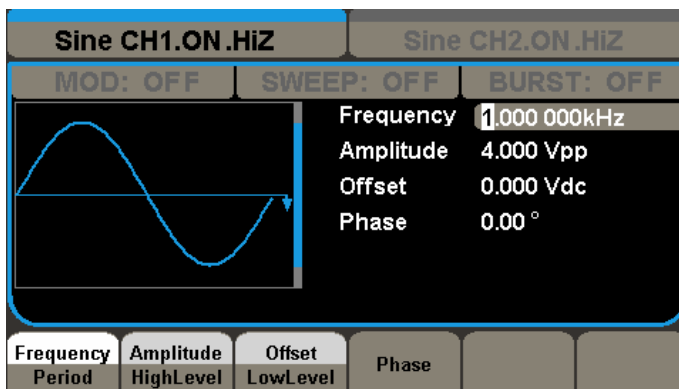 Sine CH1.ON.HiZ
Sine CH2.ON.HiZ
MOD: OFF
SWEEP: OFF
BURST: OFF
Frequency 1.000 000kHz
Amplitude 4.000 Vpp
Offset 0.000 Vdc
Phase 0.00 °
Frequency Amplitude Offset Phase
Period HighLevel LowLevel